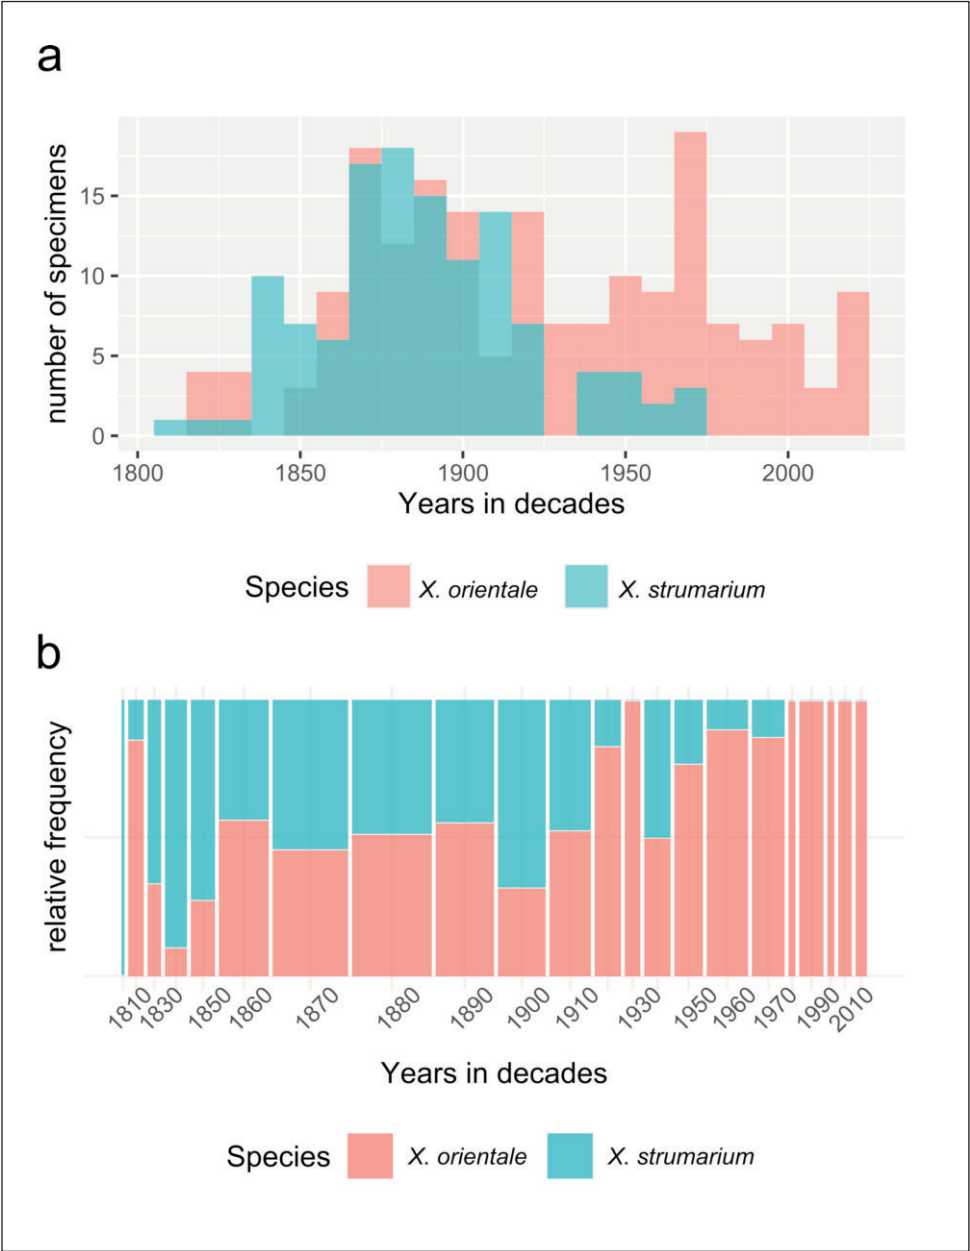 a
number of specimens
15
10
5
0
1800 1850 1900 1950 2000
Years in decades
Species X. orientale X. strumarium
b
relative frequency
1810 1830 1850 1860 1870 1880 1890 1900 1910 1930 1950 1960 1970 1990 2010
Years in decades
Species X. orientale X. strumarium